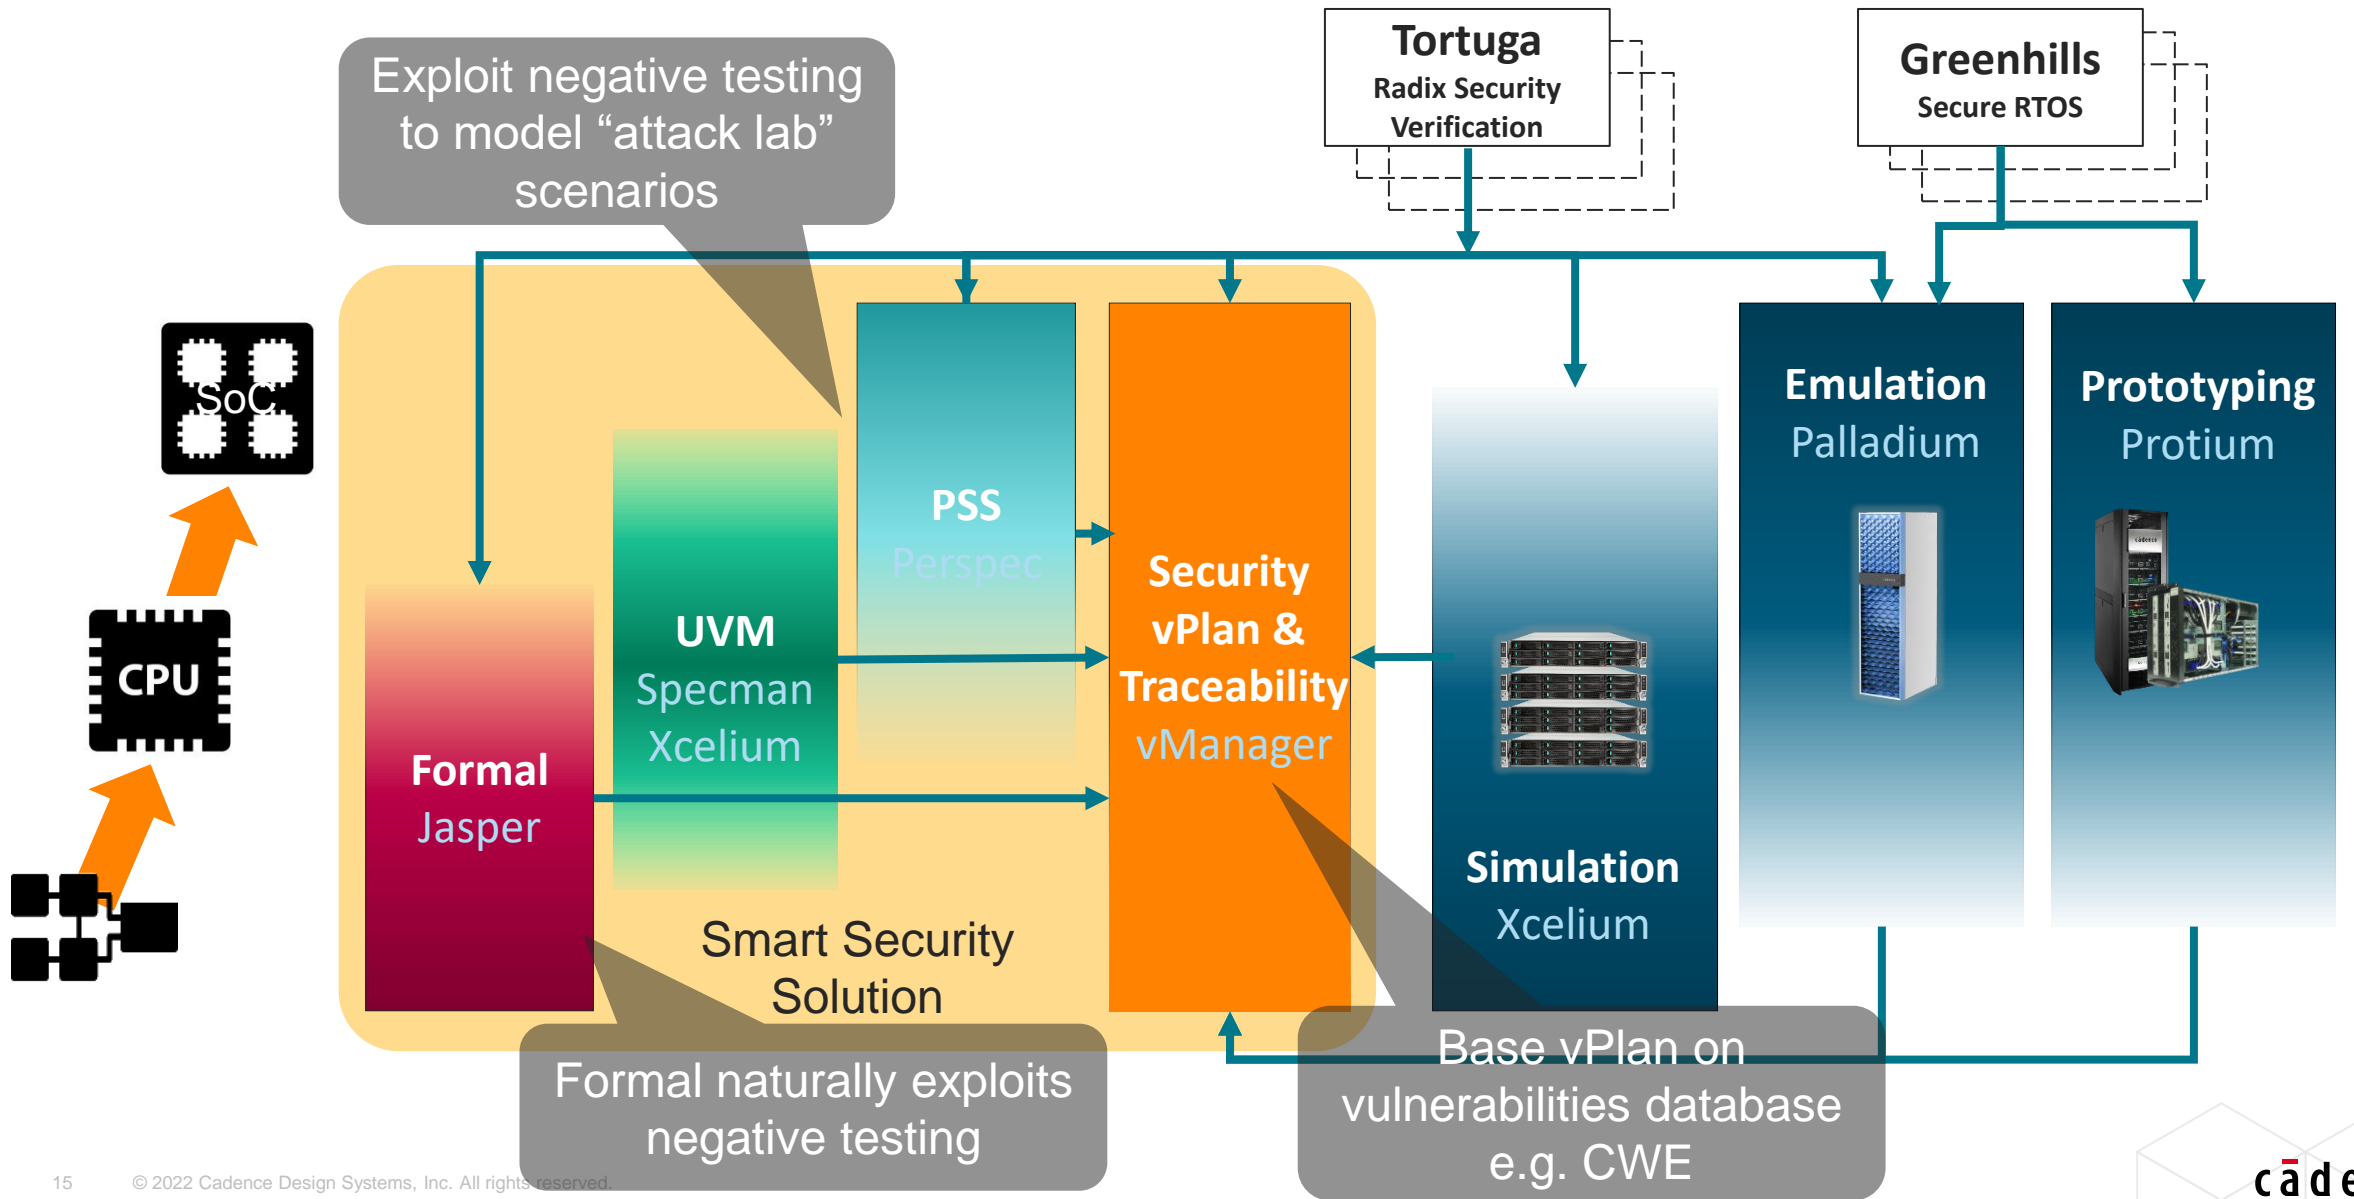 Exploit negative testing
to model “attack lab”
scenarios
Tortuga
Radix Security
Verification
Greenhills
Secure RTOS
SoC
CPU
Formal
Jasper
UVM
Specman
Xcelium
PSS
Perspec
Security
vPlan &
Traceability
vManager
Simulation
Xcelium
Emulation
Palladium
Prototyping
Protium
Smart Security
Solution
Formal naturally exploits
negative testing
Base vPlan on
vulnerabilities database
e.g. CWE
15
© 2022 Cadence Design Systems, Inc. All rights reserved.
cāde